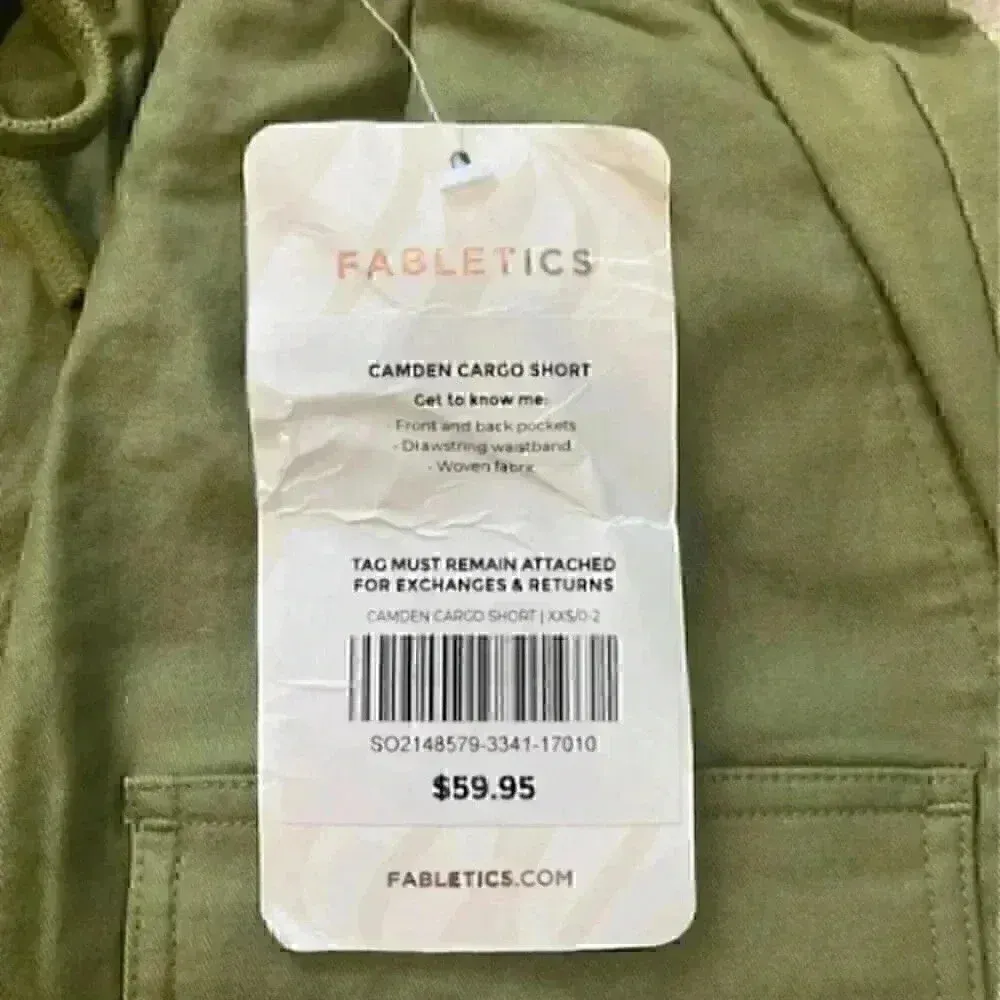 FABLETICS
CAMDEN CARGO SHORT
Get to know me:
· Front and back pockets
· Drawstring waistband
· Woven fabric
TAG MUST REMAIN ATTACHED
FOR EXCHANGES & RETURNS
CAMDEN CARGO SHORT | XXS/0-2
SO2148579-3341-17010
$59.95
FABLETICS.COM